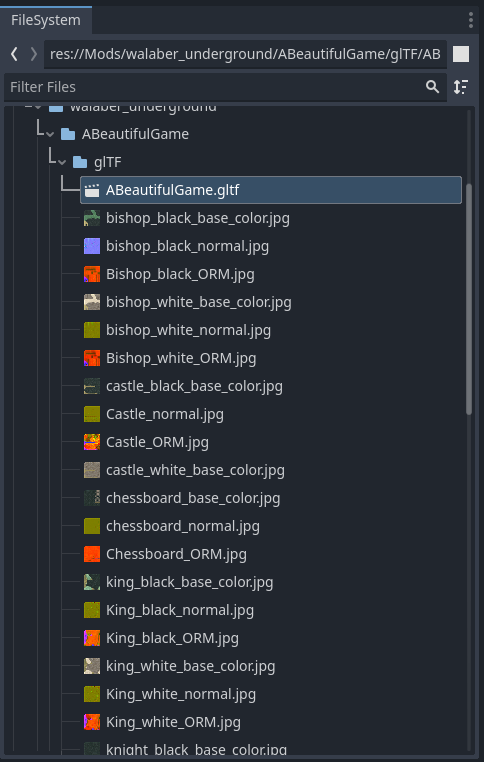 FileSystem
res://Mods/walaber_underground/ABeautifulGame/glTF/AB
Filter Files
walaber_underground
ABeautifulGame
glTF
ABeautifulGame.gltf
bishop_black_base_color.jpg
bishop_black_normal.jpg
Bishop_black_ORM.jpg
bishop_white_base_color.jpg
bishop_white_normal.jpg
Bishop_white_ORM.jpg
castle_black_base_color.jpg
Castle_normal.jpg
Castle_ORM.jpg
castle_white_base_color.jpg
chessboard_base_color.jpg
chessboard_normal.jpg
Chessboard_ORM.jpg
king_black_base_color.jpg
King_black_normal.jpg
King_black_ORM.jpg
king_white_base_color.jpg
King_white_normal.jpg
King_white_ORM.jpg
knight_black_base_color.jpg